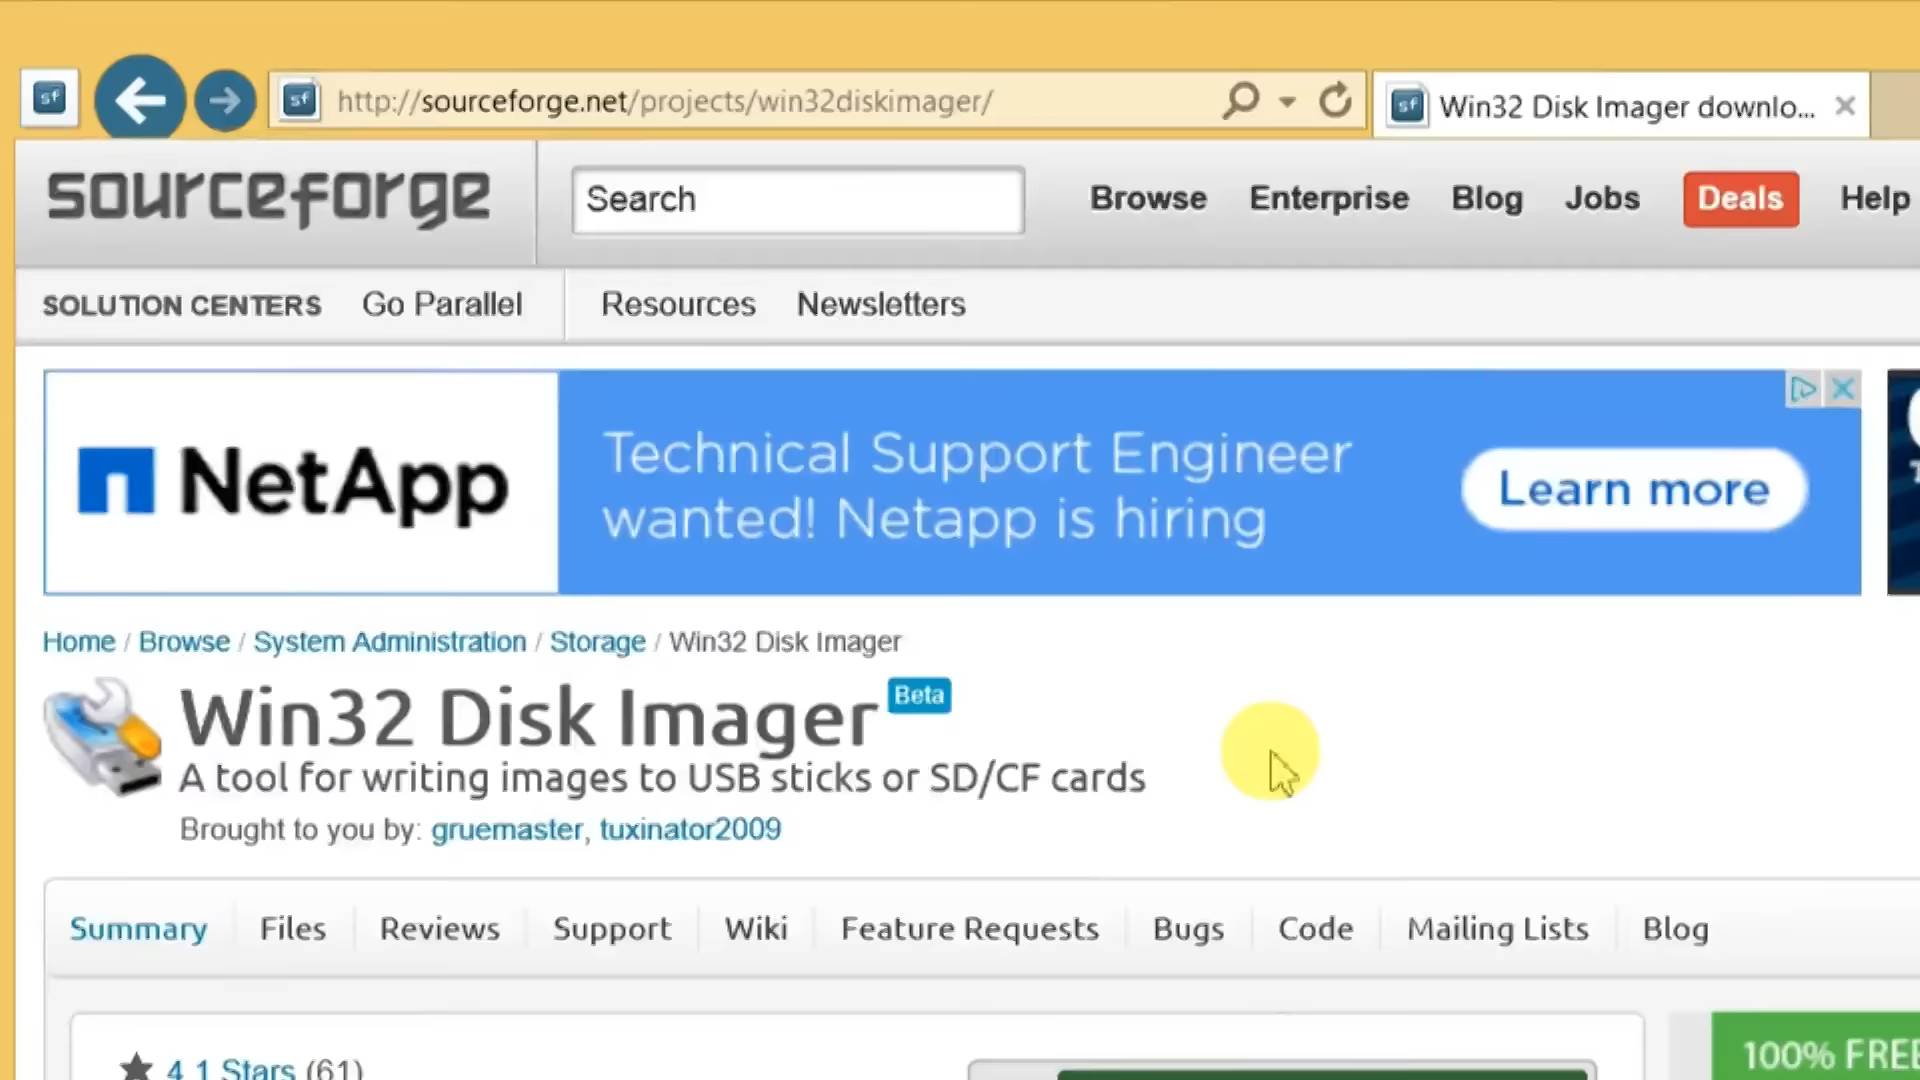 http://sourceforge.net/projects/win32diskimager/
Win32 Disk Imager downlo...
sourceforge
Search
Browse Enterprise Blog Jobs Deals Help
SOLUTION CENTERS Go Parallel Resources Newsletters
NetApp
Technical Support Engineer
wanted! Netapp is hiring
Learn more
Home / Browse / System Administration / Storage / Win32 Disk Imager
Win32 Disk Imager Beta
A tool for writing images to USB sticks or SD/CF cards
Brought to you by: gruemaster, tuxinator2009
Summary Files Reviews Support Wiki Feature Requests Bugs Code Mailing Lists Blog
4.1 Stars (61)
100% FREE